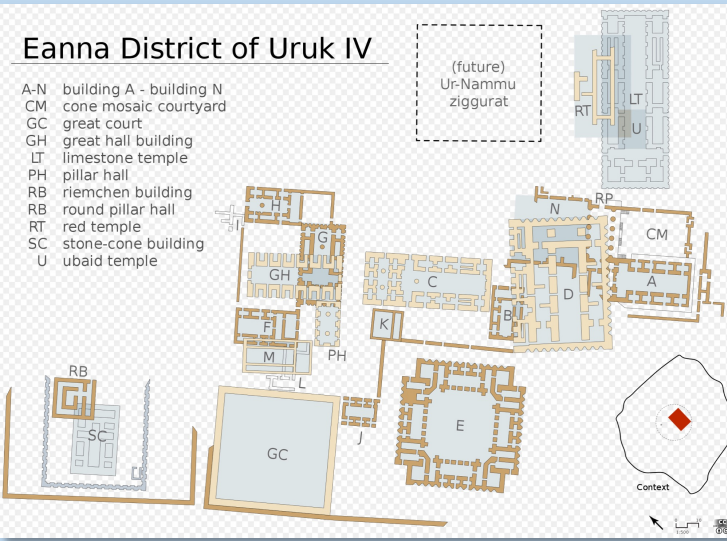 Eanna District of Uruk IV
A-N building A - building N
CM cone mosaic courtyard
GC great court
GH great hall building
LT limestone temple
PH pillar hall
RB riemchen building
RB round pillar hall
RT red temple
SC stone-cone building
U ubaid temple
(future)
Ur-Nammu
ziggurat
RT
LT
U
H
G
GH
F
M
L
PH
K
C
N
RP
CM
D
A
B
RB
SC
GC
J
E
Context
1:500